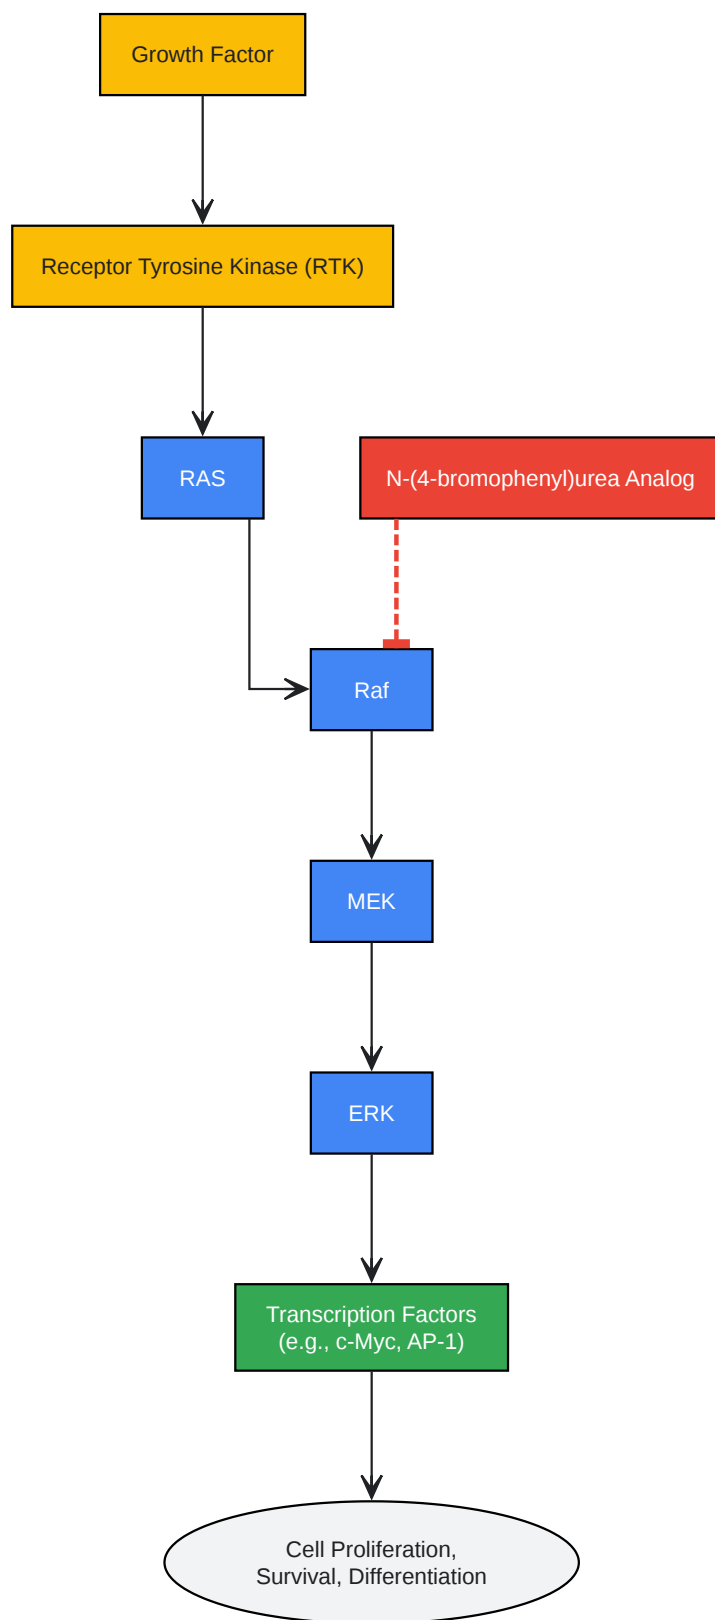 Growth Factor
Receptor Tyrosine Kinase (RTK)
RAS
N-(4-bromophenyl)urea Analog
Raf
MEK
ERK
Transcription Factors
(e.g., c-Myc, AP-1)
Cell Proliferation,
Survival, Differentiation